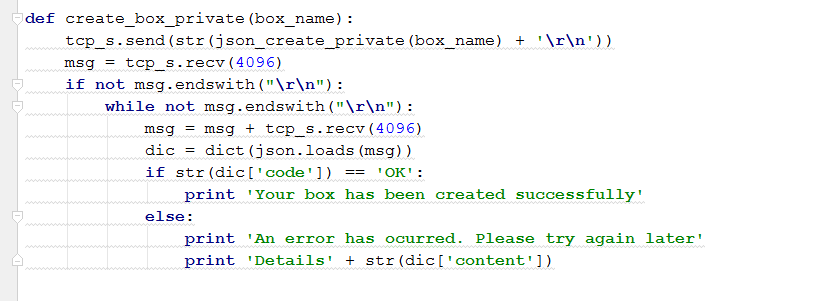 def create_box_private(box_name):
    tcp_s.send(str(json_create_private(box_name) + '\r\n'))
    msg = tcp_s.recv(4096)
    if not msg.endswith("\r\n"):
        while not msg.endswith("\r\n"):
            msg = msg + tcp_s.recv(4096)
            dic = dict(json.loads(msg))
            if str(dic['code']) == 'OK':
                print 'Your box has been created successfully'
            else:
                print 'An error has ocurred. Please try again later'
                print 'Details' + str(dic['content'])